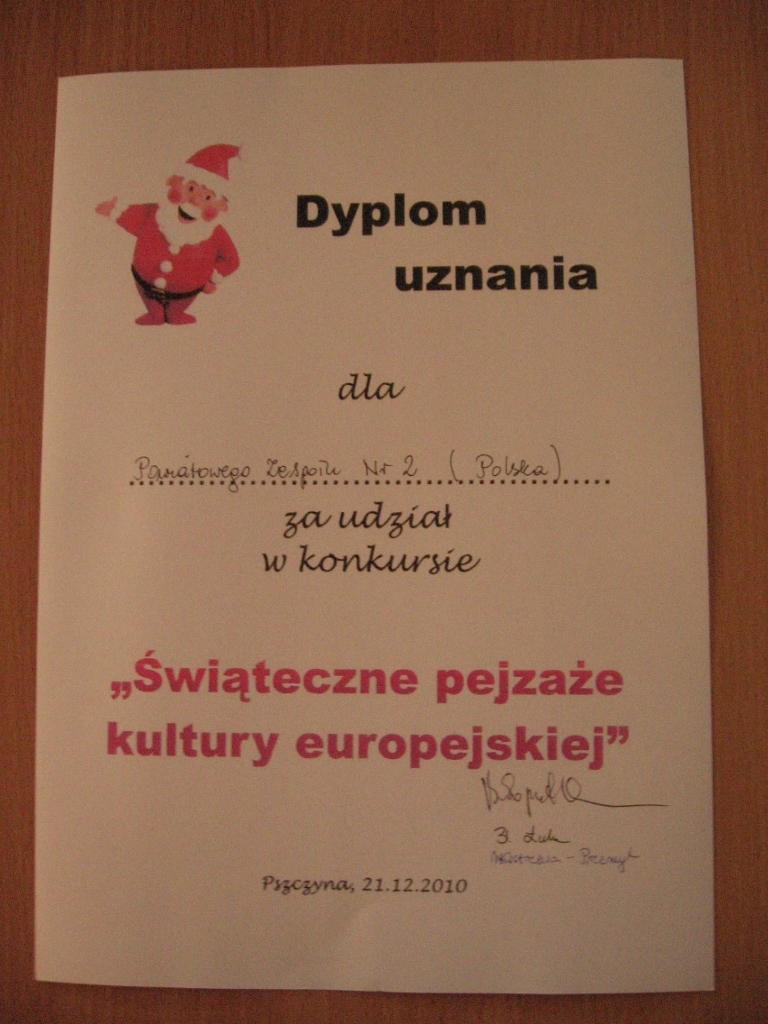 Dyplom
uznania
dla
Powiatowego Zespołu Nr 2 (Polska)
za udział
w konkursie
„Świąteczne pejzaże
kultury europejskiej”
Pszczyna, 21.12.2010